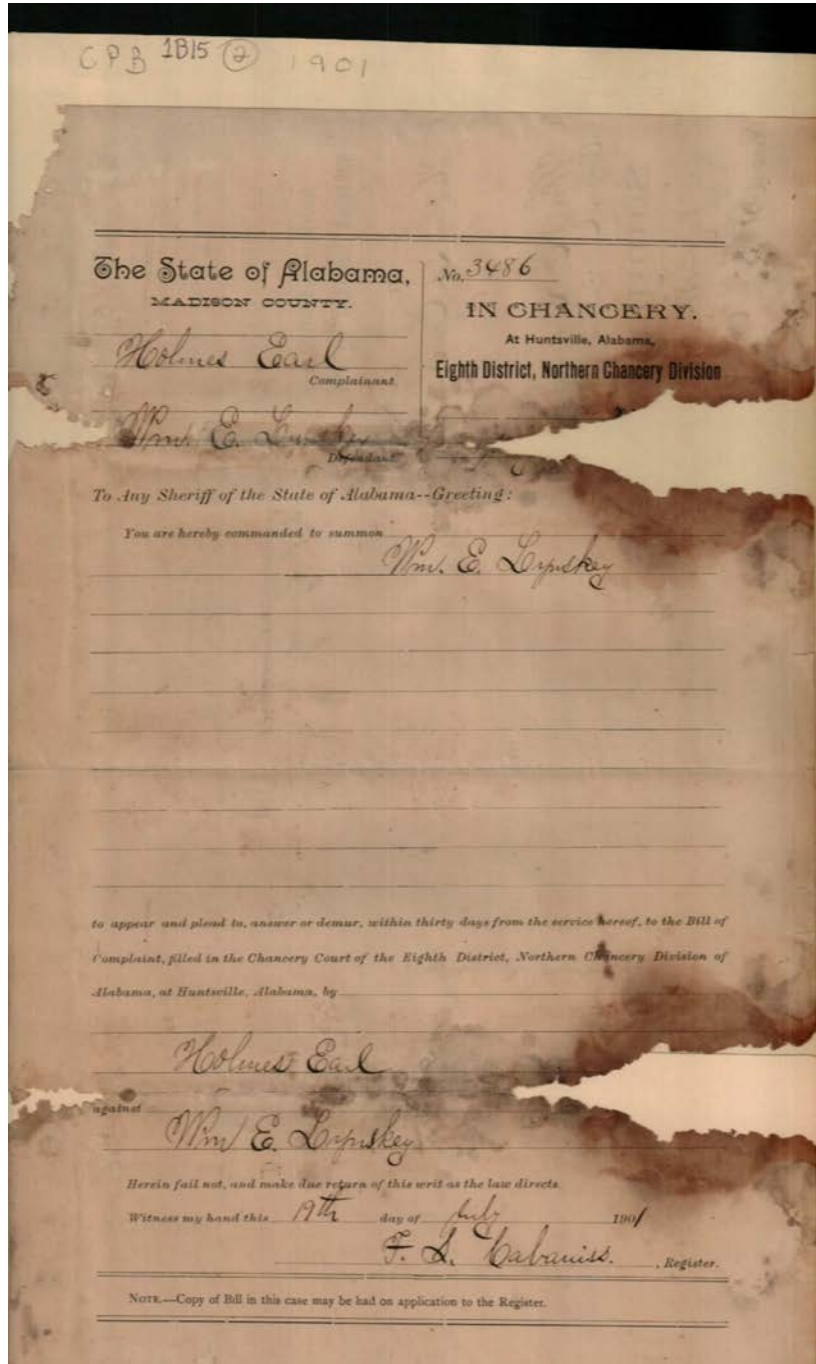 CPB 1B15 2 1901
The State of Alabama,
MADISON COUNTY.
Holmes Earl
Complainant
Wm. E.
Defendant
No. 3486
IN CHANCERY.
At Huntsville, Alabama,
Eighth District, Northern Chancery Division
To Any Sheriff of the State of Alabama--Greeting:
You are hereby commanded to summon
Wm. E. Lynskey
to appear and plead to, answer or demur, within thirty days from the service hereof, to the Bill of
Complaint, filled in the Chancery Court of the Eighth District, Northern Chancery Division of
Alabama, at Huntsville, Alabama, by
Holmes Earl
against
Wm E. Lynskey
Herein fail not, and make due return of this writ as the law directs.
Witness my hand this 19th day of July 1901
F. S. Cabaniss. , Register.
NOTE.—Copy of Bill in this case may be had on application to the Register.